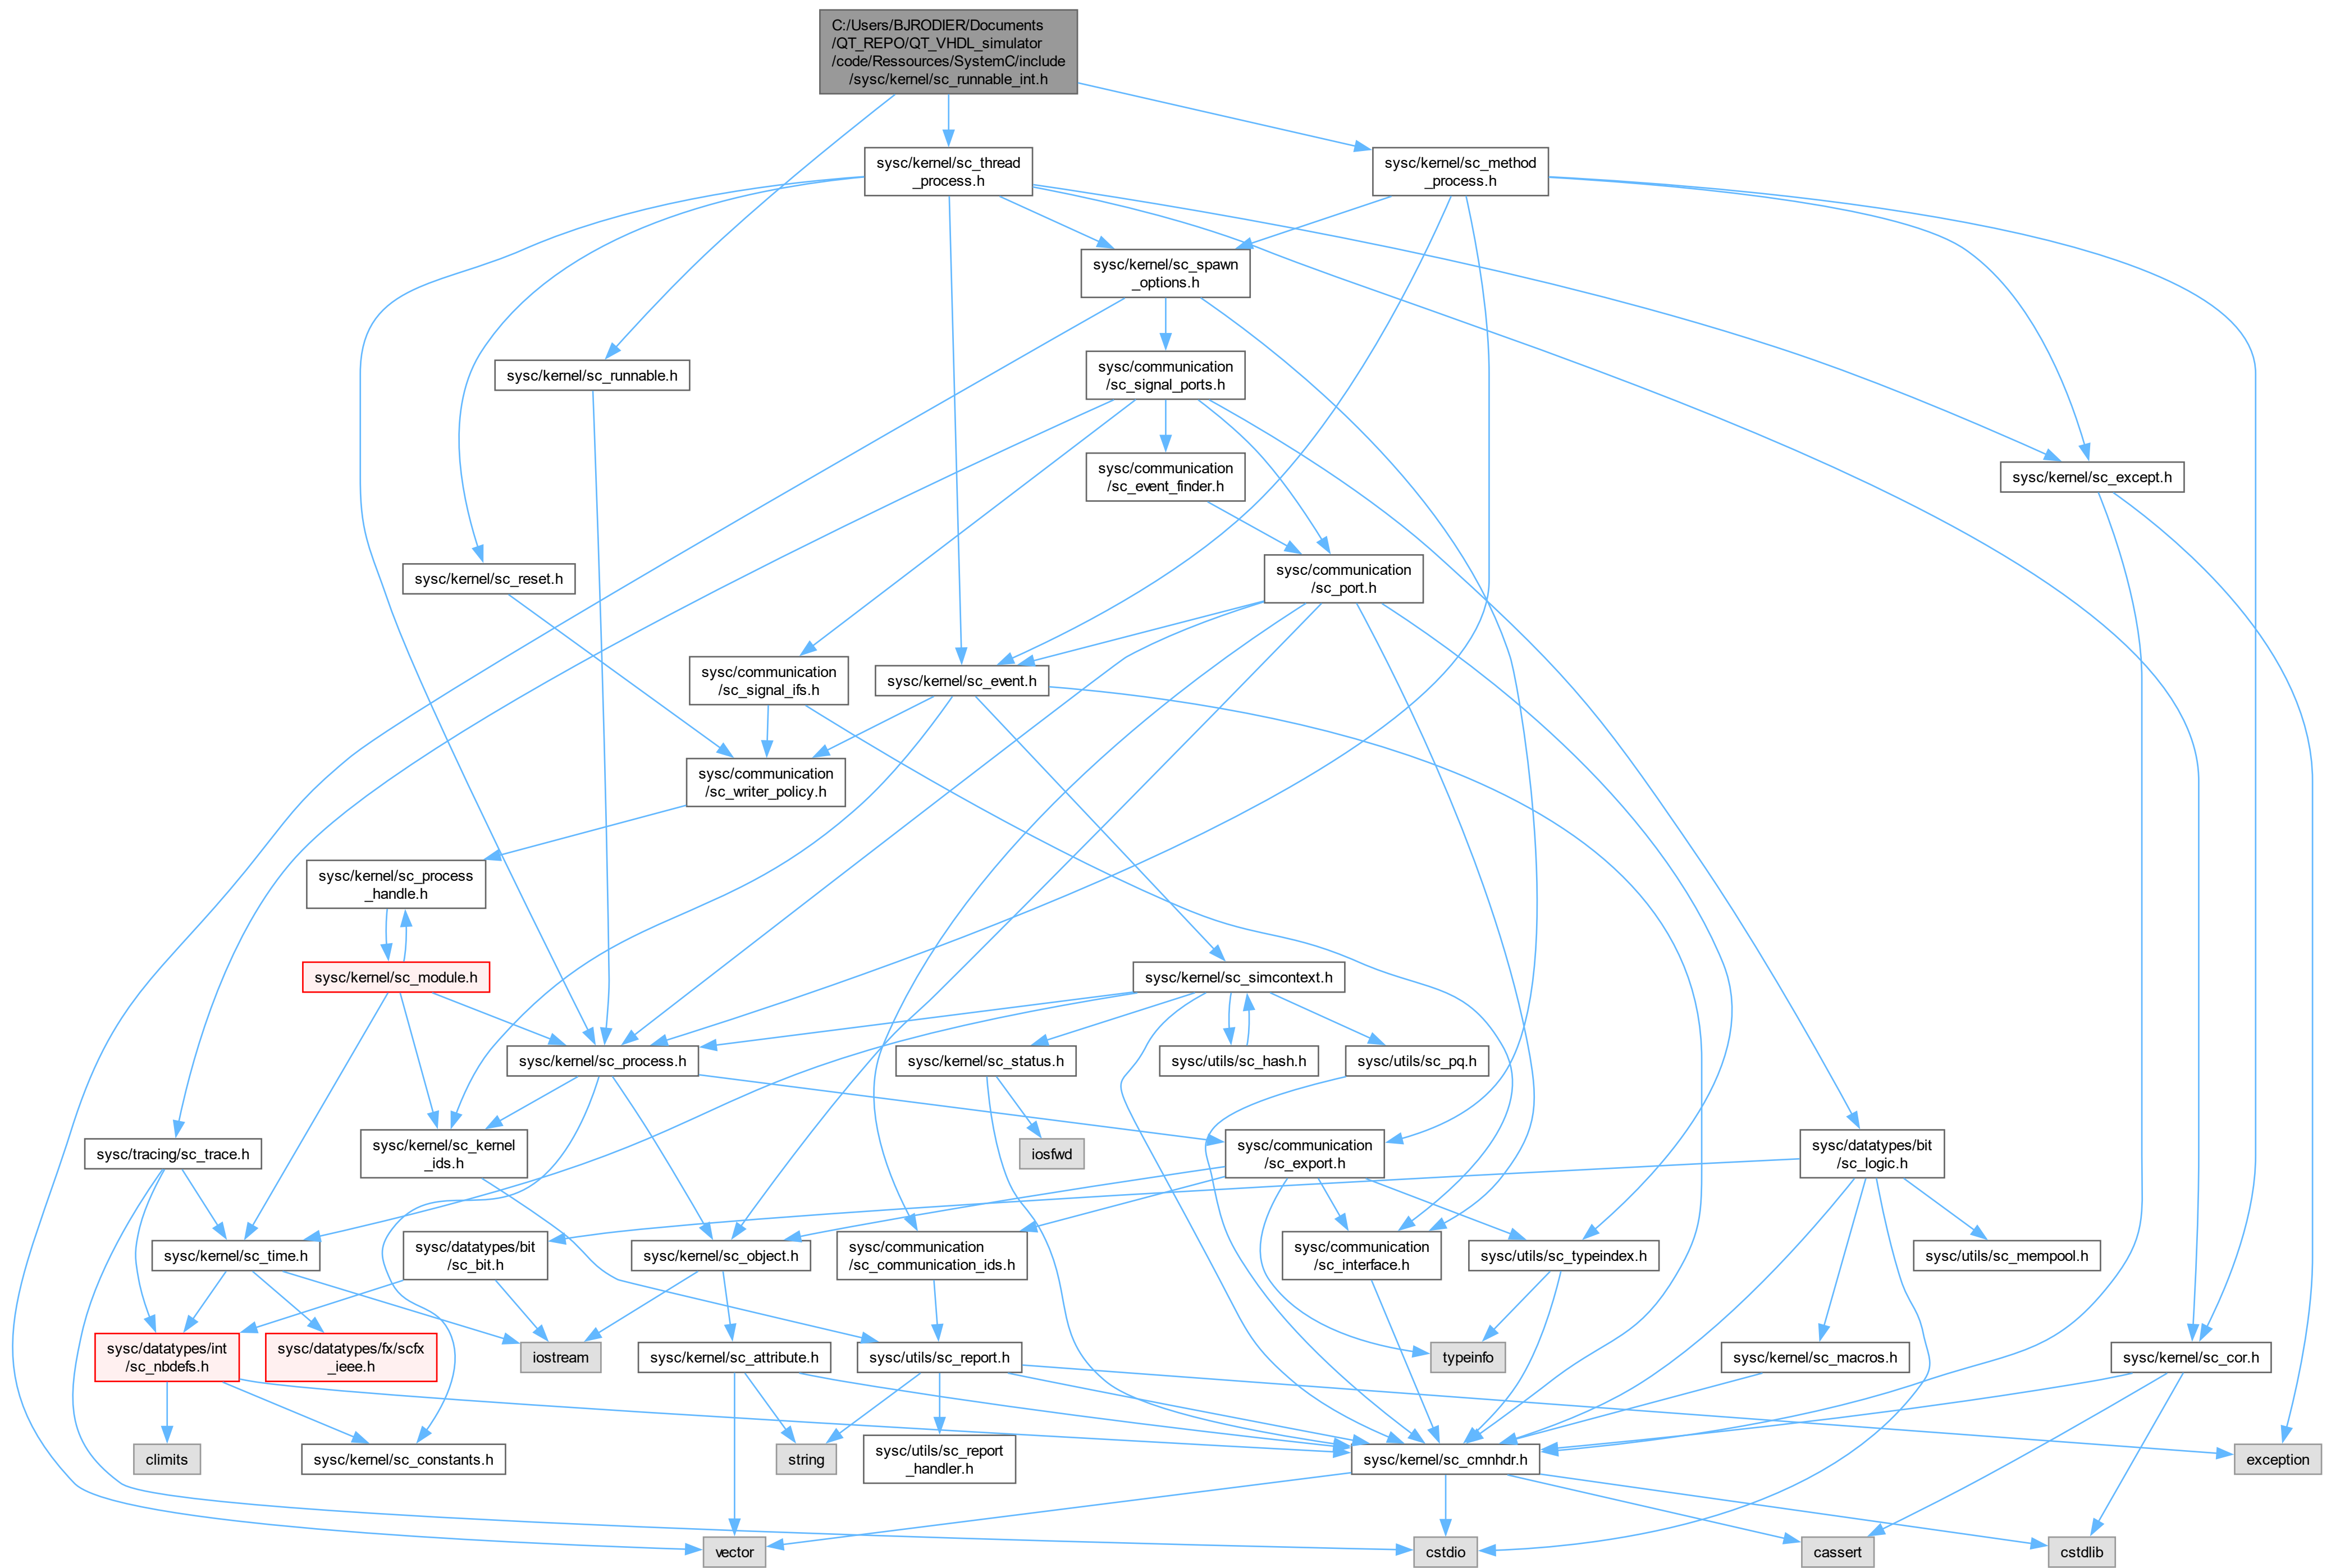 C:/Users/BJRODIER/Documents
/QT_REPO/QT_VHDL_simulator
/code/Ressources/SystemC/include
/sysc/kernel/sc_runnable_int.h
sysc/kernel/sc_thread
_process.h
sysc/kernel/sc_method
_process.h
sysc/kernel/sc_spawn
_options.h
sysc/kernel/sc_runnable.h
sysc/communication
/sc_signal_ports.h
sysc/communication
/sc_event_finder.h
sysc/kernel/sc_except.h
sysc/kernel/sc_reset.h
sysc/communication
/sc_port.h
sysc/communication
/sc_signal_ifs.h
sysc/kernel/sc_event.h
sysc/communication
/sc_writer_policy.h
sysc/kernel/sc_process
_handle.h
sysc/kernel/sc_module.h
sysc/kernel/sc_simcontext.h
sysc/kernel/sc_process.h
sysc/kernel/sc_status.h
sysc/utils/sc_hash.h
sysc/utils/sc_pq.h
sysc/tracing/sc_trace.h
sysc/kernel/sc_kernel
_ids.h
iosfwd
sysc/communication
/sc_export.h
sysc/datatypes/bit
/sc_logic.h
sysc/kernel/sc_time.h
sysc/datatypes/bit
/sc_bit.h
sysc/kernel/sc_object.h
sysc/communication
/sc_communication_ids.h
sysc/communication
/sc_interface.h
sysc/utils/sc_typeindex.h
sysc/utils/sc_mempool.h
sysc/datatypes/int
/sc_nbdefs.h
sysc/datatypes/fx/scfx
_ieee.h
iostream
sysc/kernel/sc_attribute.h
sysc/utils/sc_report.h
typeinfo
sysc/kernel/sc_macros.h
sysc/kernel/sc_cor.h
climits
sysc/kernel/sc_constants.h
string
sysc/utils/sc_report
_handler.h
sysc/kernel/sc_cmnhdr.h
exception
vector
cstdio
cassert
cstdlib